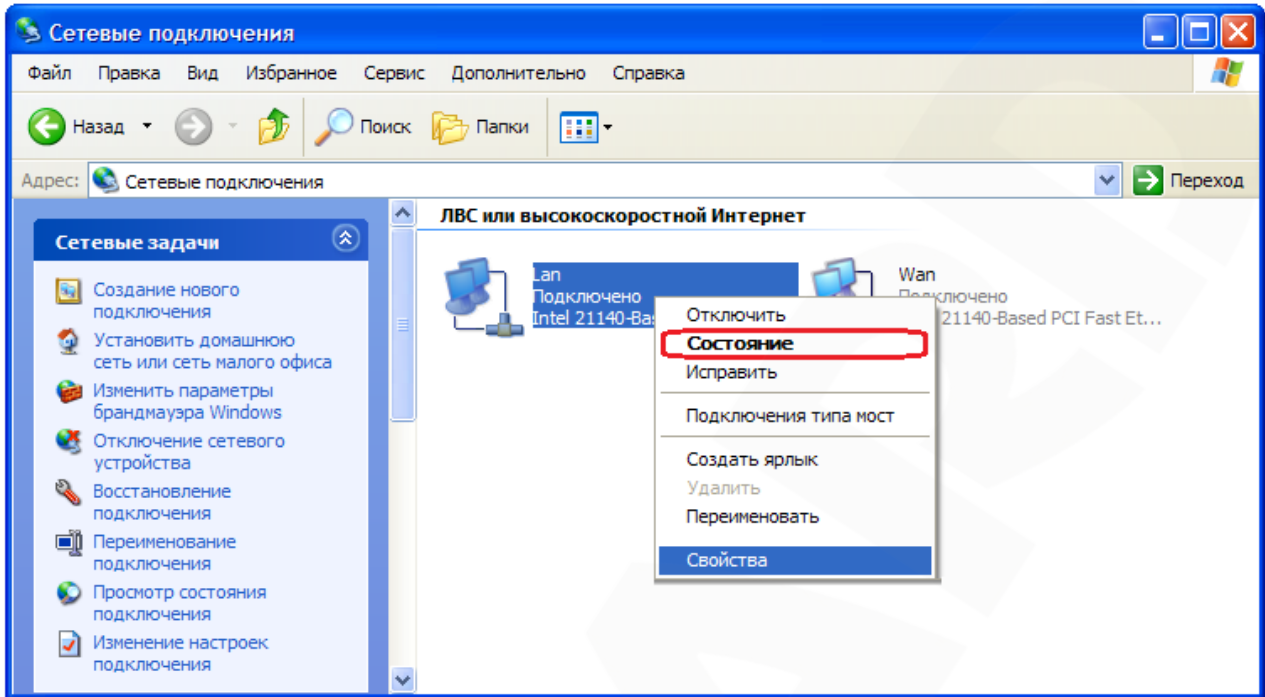 Сетевые подключения
Файл Правка Вид Избранное Сервис Дополнительно Справка
Назад Поиск Папки
Адрес: Сетевые подключения Переход
Сетевые задачи
Создание нового
подключения
Установить домашнюю
сеть или сеть малого офиса
Изменить параметры
брандмауэра Windows
Отключение сетевого
устройства
Восстановление
подключения
Переименование
подключения
Просмотр состояния
подключения
Изменение настроек
подключения
ЛВС или высокоскоростной Интернет
Lan
Подключено
Intel 21140-Ba
Wan
Подключено
21140-Based PCI Fast Et...
Отключить
Состояние
Исправить
Подключения типа мост
Создать ярлык
Удалить
Переименовать
Свойства